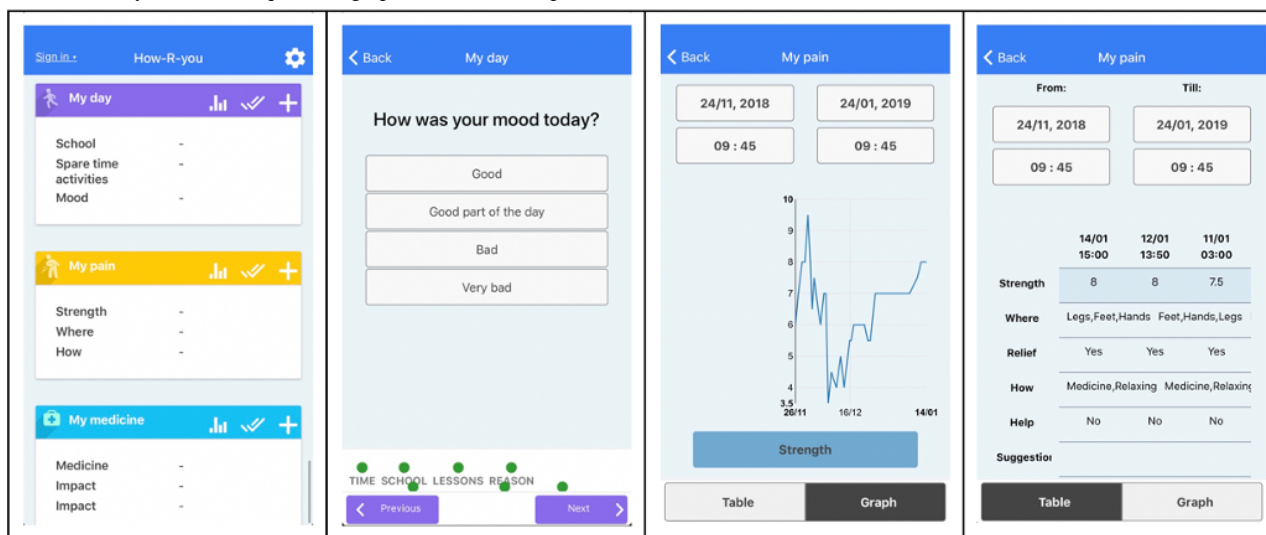 Sign in
How-R-you
My day
School -
Spare time activities -
Mood -
My pain
Strength -
Where -
How -
My medicine
Medicine -
Impact -
Impact -
Back My day
How was your mood today?
Good
Good part of the day
Bad
Very bad
TIME SCHOOL LESSONS REASON
Previous Next
Back My pain
24/11, 2018 24/01, 2019
09 : 45 09 : 45
10
9
8
7
6
5
4
3.5
26/11 16/12 14/01
Strength
Table Graph
Back My pain
From: Till:
24/11, 2018 24/01, 2019
09 : 45 09 : 45
14/01 12/01 11/01
15:00 13:50 03:00
Strength 8 8 7.5
Where Legs,Feet,Hands Feet,Hands,Legs
Relief Yes Yes Yes
How Medicine,Relaxing Medicine,Relaxing
Help No No No
Suggestion
Table Graph